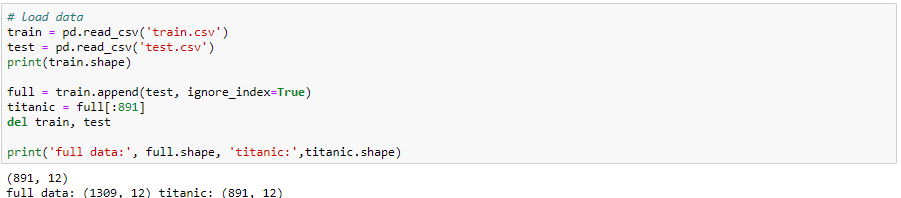 # load data
train = pd.read_csv('train.csv')
test = pd.read_csv('test.csv')
print(train.shape)
full = train.append(test, ignore_index=True)
titanic = full[:891]
del train, test
print('full data:', full.shape, 'titanic:',titanic.shape)
(891, 12)
full data: (1309, 12) titanic: (891, 12)